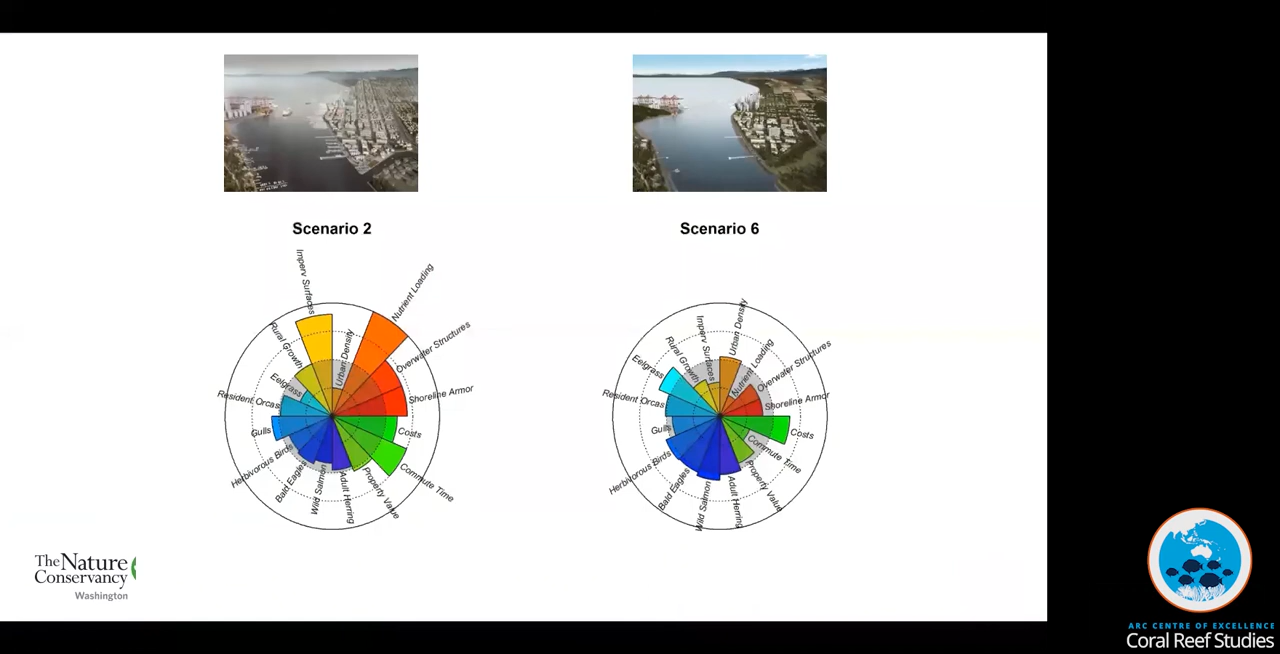 Scenario 2
Scenario 6
Imperv Surfaces
Nutrient Loading
Rural Growth
Urban Density
Overwater Structures
Eelgrass
Shoreline Armor
Resident Orcas
Gulls
Costs
Herbivorous Birds
Commute Time
Bald Eagles
Wild Salmon
Adult Herring
Property Value
Imperv Surfaces
Urban Density
Rural Growth
Nutrient Loading
Overwater Structures
Eelgrass
Resident Orcas
Shoreline Armor
Gulls
Costs
Herbivorous Birds
Commute Time
Bald Eagles
Wild Salmon
Adult Herring
Property Value
The Nature
Conservancy
Washington
ARC CENTRE OF EXCELLENCE
Coral Reef Studies